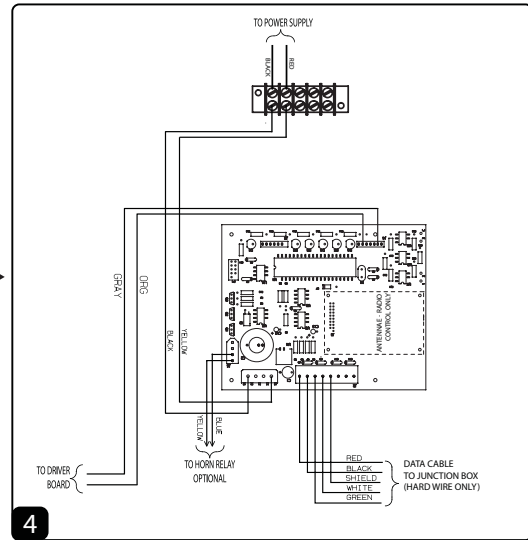 TO POWER SUPPLY
BLACK
RED
GRAY
ORG
BLACK
YELLOW
ANTENNAE - RADIO
CONTROL ONLY
YELLOW
BLUE
TO HORN RELAY
OPTIONAL
TO DRIVER
BOARD
RED
BLACK
SHIELD
WHITE
GREEN
DATA CABLE
TO JUNCTION BOX
(HARD WIRE ONLY)
4